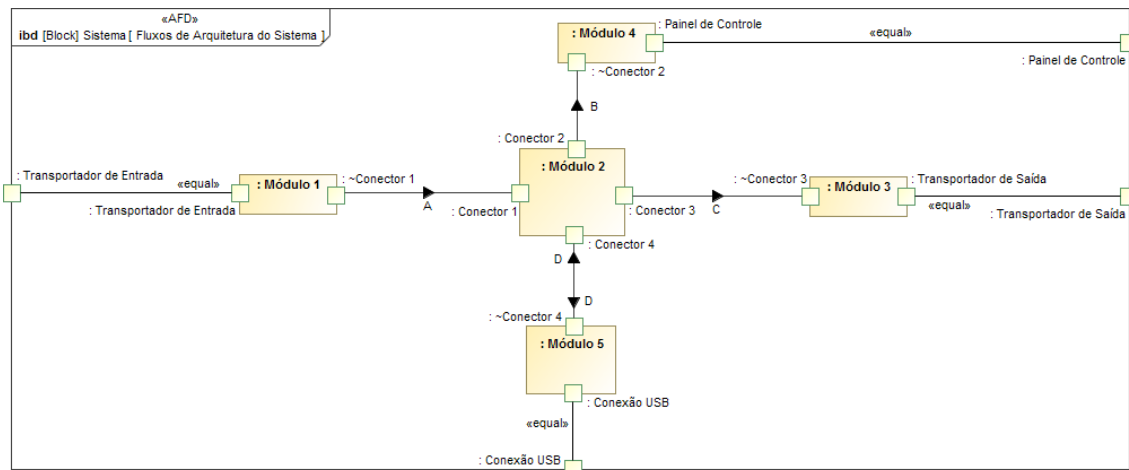 «AFD»
ibd [Block] Sistema [ Fluxos de Arquitetura do Sistema ]
: Módulo 4
: Painel de Controle
«equal»
: Painel de Controle
: ~Conector 2
B
: Conector 2
: Módulo 2
: Transportador de Entrada
«equal»
: Transportador de Entrada
: Módulo 1
: ~Conector 1
A
: Conector 1
: Conector 3
C
: ~Conector 3
: Módulo 3
: Transportador de Saída
«equal»
: Transportador de Saída
: Conector 4
D
D
: ~Conector 4
: Módulo 5
: Conexão USB
«equal»
: Conexão USB